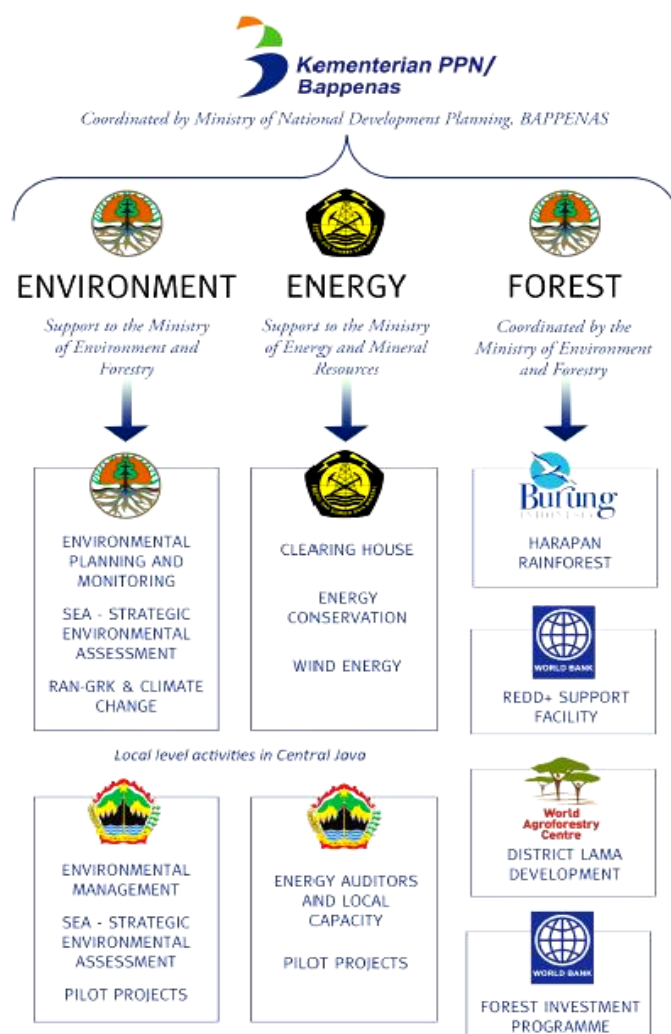 Kementerian PPN/
Bappenas
Coordinated by Ministry of National Development Planning, BAPPENAS
ENVIRONMENT
Support to the Ministry
of Environment and
Forestry
ENERGY
Support to the Ministry
of Energy and Mineral
Resources
FOREST
Coordinated by the
Ministry of Environment
and Forestry
ENVIRONMENTAL
PLANNING AND
MONITORING
SEA - STRATEGIC
ENVIRONMENTAL
ASSESSMENT
RAN-GRK & CLIMATE
CHANGE
CLEARING HOUSE
ENERGY
CONSERVATION
WIND ENERGY
Burung
INDONESIA
HARAPAN
RAINFOREST
WORLD BANK
REDD+ SUPPORT
FACILITY
Local level activities in Central Java
ENVIRONMENTAL
MANAGEMENT
SEA - STRATEGIC
ENVIRONMENTAL
ASSESSMENT
PILOT PROJECTS
ENERGY AUDITORS
AND LOCAL
CAPACITY
PILOT PROJECTS
World
Agroforestry
Centre
DISTRICT LAMA
DEVELOPMENT
WORLD BANK
FOREST INVESTMENT
PROGRAMME